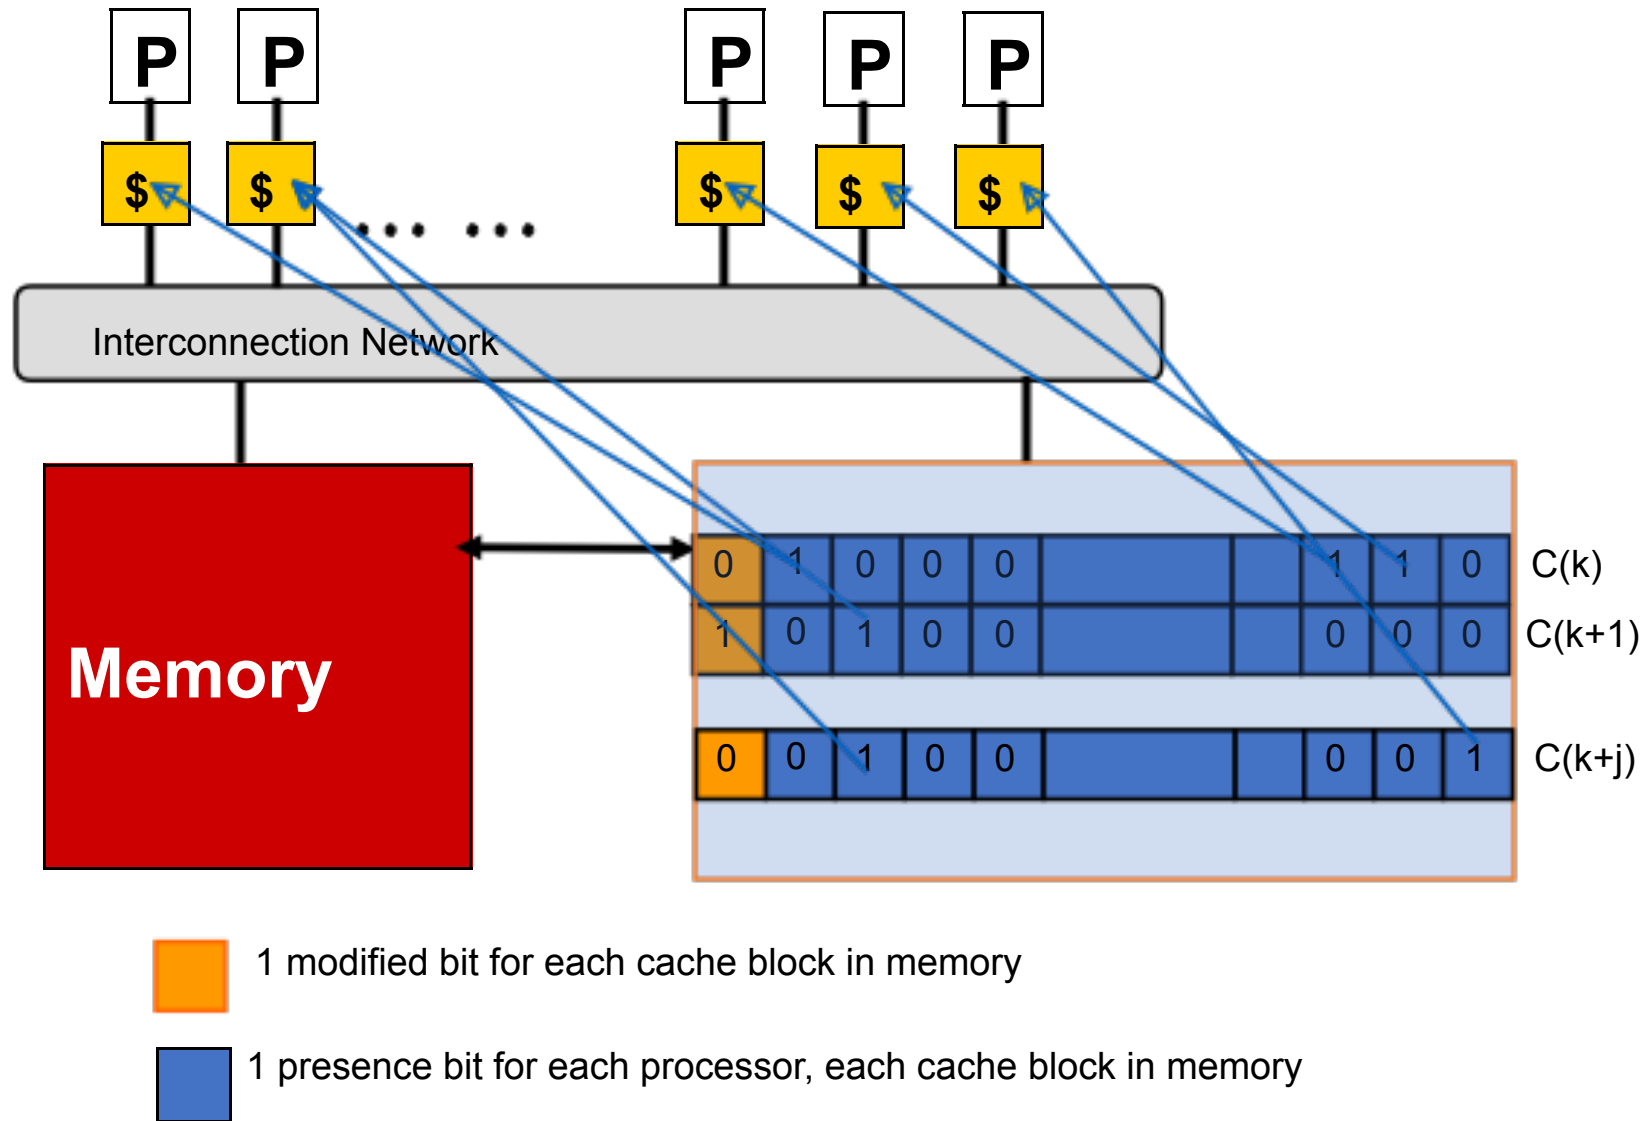 P P P P P
$ $ $ $ $
... ...
Interconnection Network
Memory
0 1 0 0 0 1 1 0 C(k)
1 0 1 0 0 0 0 0 C(k+1)
0 0 1 0 0 0 0 1 C(k+j)
1 modified bit for each cache block in memory
1 presence bit for each processor, each cache block in memory